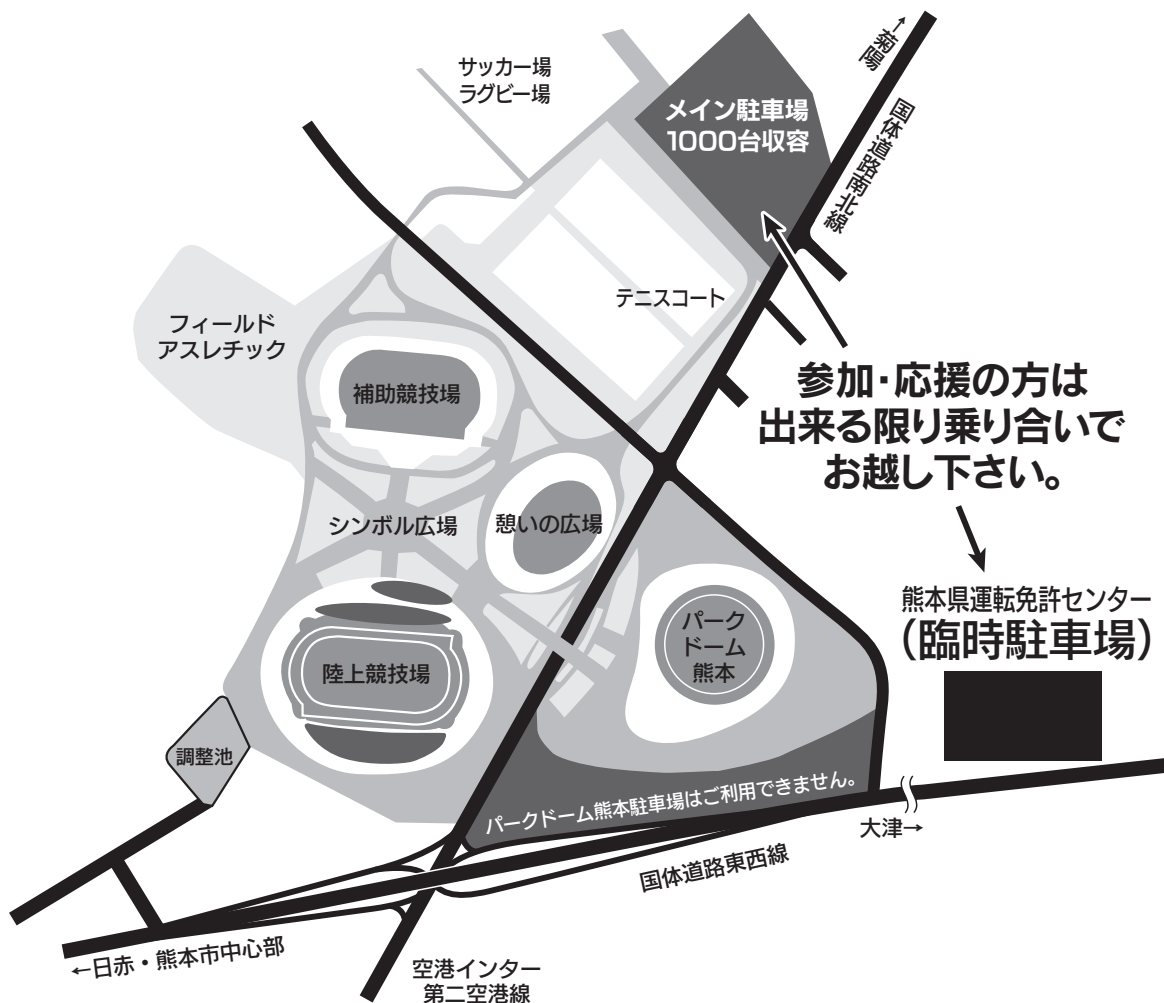 サッカー場
ラグビー場
メイン駐車場
1000台収容
↑菊陽
国体道路南北線
テニスコート
フィールド
アスレチック
補助競技場
参加・応援の方は
出来る限り乗り合いで
お越し下さい。
シンボル広場
憩いの広場
熊本県運転免許センター
(臨時駐車場)
パーク
ドーム
熊本
陸上競技場
調整池
パークドーム熊本駐車場はご利用できません。
大津→
国体道路東西線
←日赤・熊本市中心部
空港インター
第二空港線